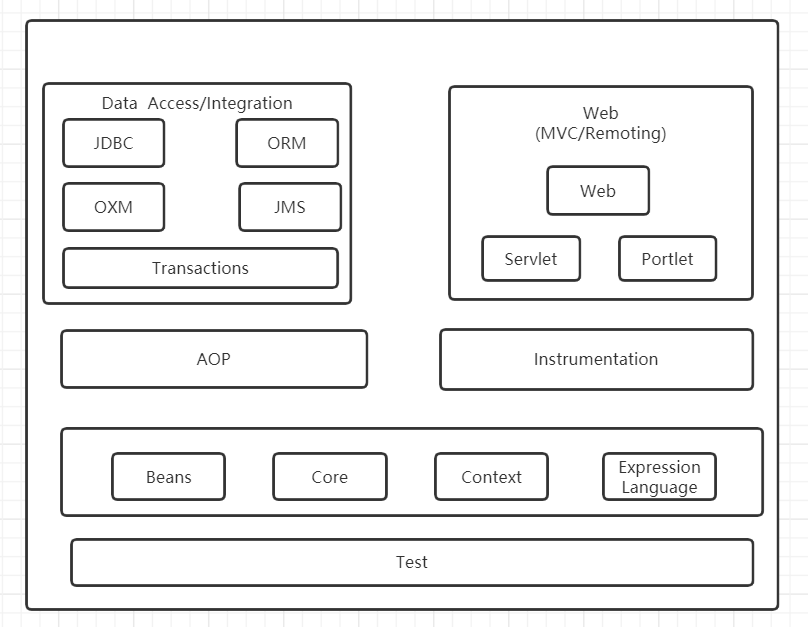 Data Access/Integration
JDBC
ORM
OXM
JMS
Transactions
Web
(MVC/Remoting)
Web
Servlet
Portlet
AOP
Instrumentation
Beans
Core
Context
Expression
Language
Test